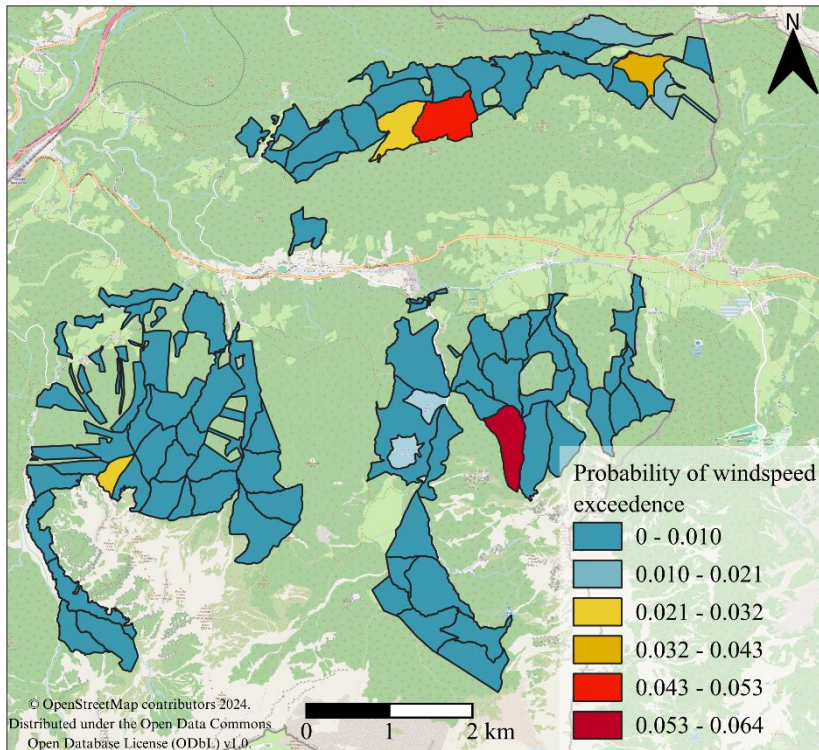 N
Probability of windspeed
exceedence
0 - 0.010
0.010 - 0.021
0.021 - 0.032
0.032 - 0.043
0.043 - 0.053
0.053 - 0.064
© OpenStreetMap contributors 2024.
Distributed under the Open Data Commons
Open Database License (ODbL) v1.0.
0 1 2 km